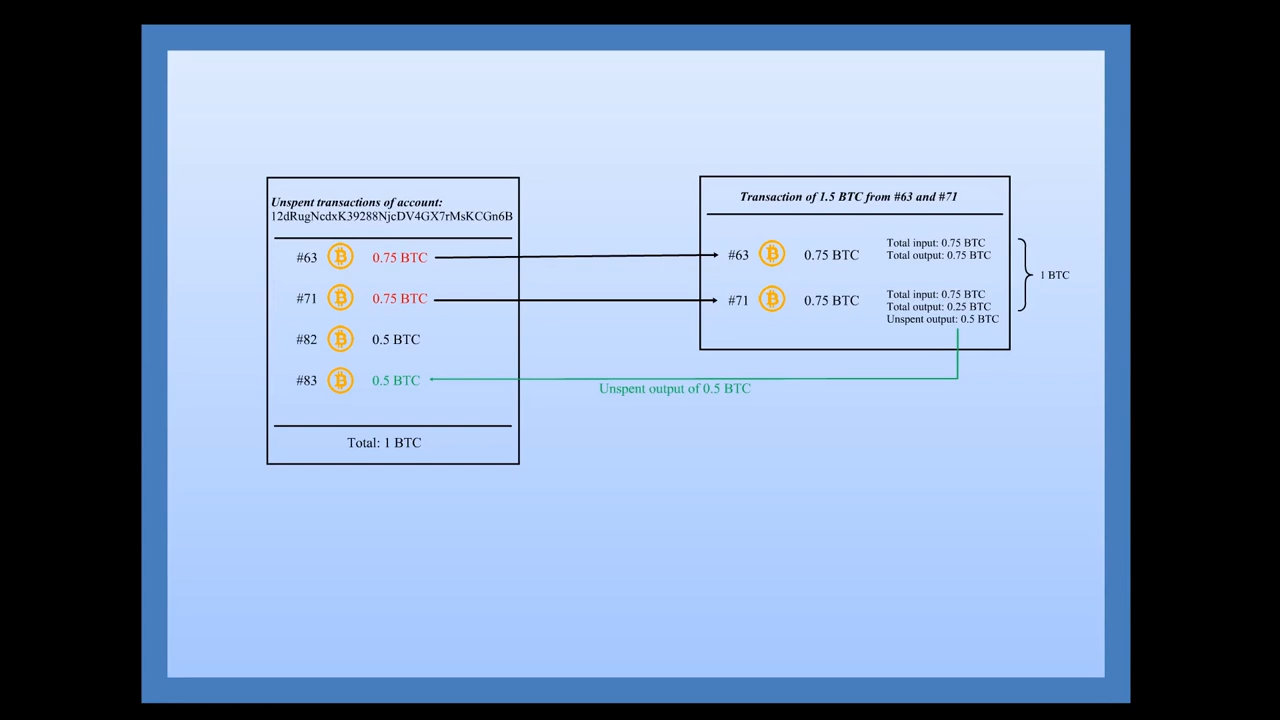 Unspent transactions of account:
12dRugNcdxK39288NjcDV4GX7rMsKCGn6B
#63 0.75 BTC
#71 0.75 BTC
#82 0.5 BTC
#83 0.5 BTC
Total: 1 BTC
Transaction of 1.5 BTC from #63 and #71
#63 0.75 BTC
Total input: 0.75 BTC
Total output: 0.75 BTC
#71 0.75 BTC
Total input: 0.75 BTC
Total output: 0.25 BTC
Unspent output: 0.5 BTC
1 BTC
Unspent output of 0.5 BTC